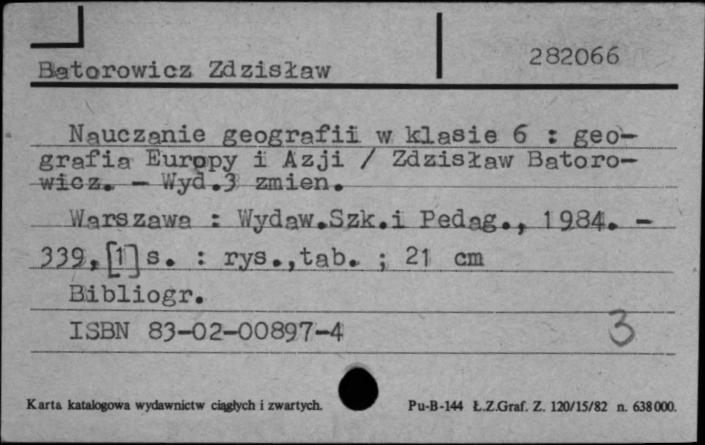 282066
Batorowicz Zdzisław
Nauczanie geografii w klasie 6 : geo-
grafia Europy i Azji / Zdzisław Batoro-
wicz. - Wyd.3 zmien.
Warszawa : Wydaw.Szk.i Pedag., 1984. -
339,[1] s. : rys.,tab. ; 21 cm
Bibliogr.
ISBN 83-02-00897-4
3
Karta katalogowa wydawnictw ciągłych i zwartych.
Pu-B-144 Ł.Z.Graf. Z. 120/15/82 n. 638000.